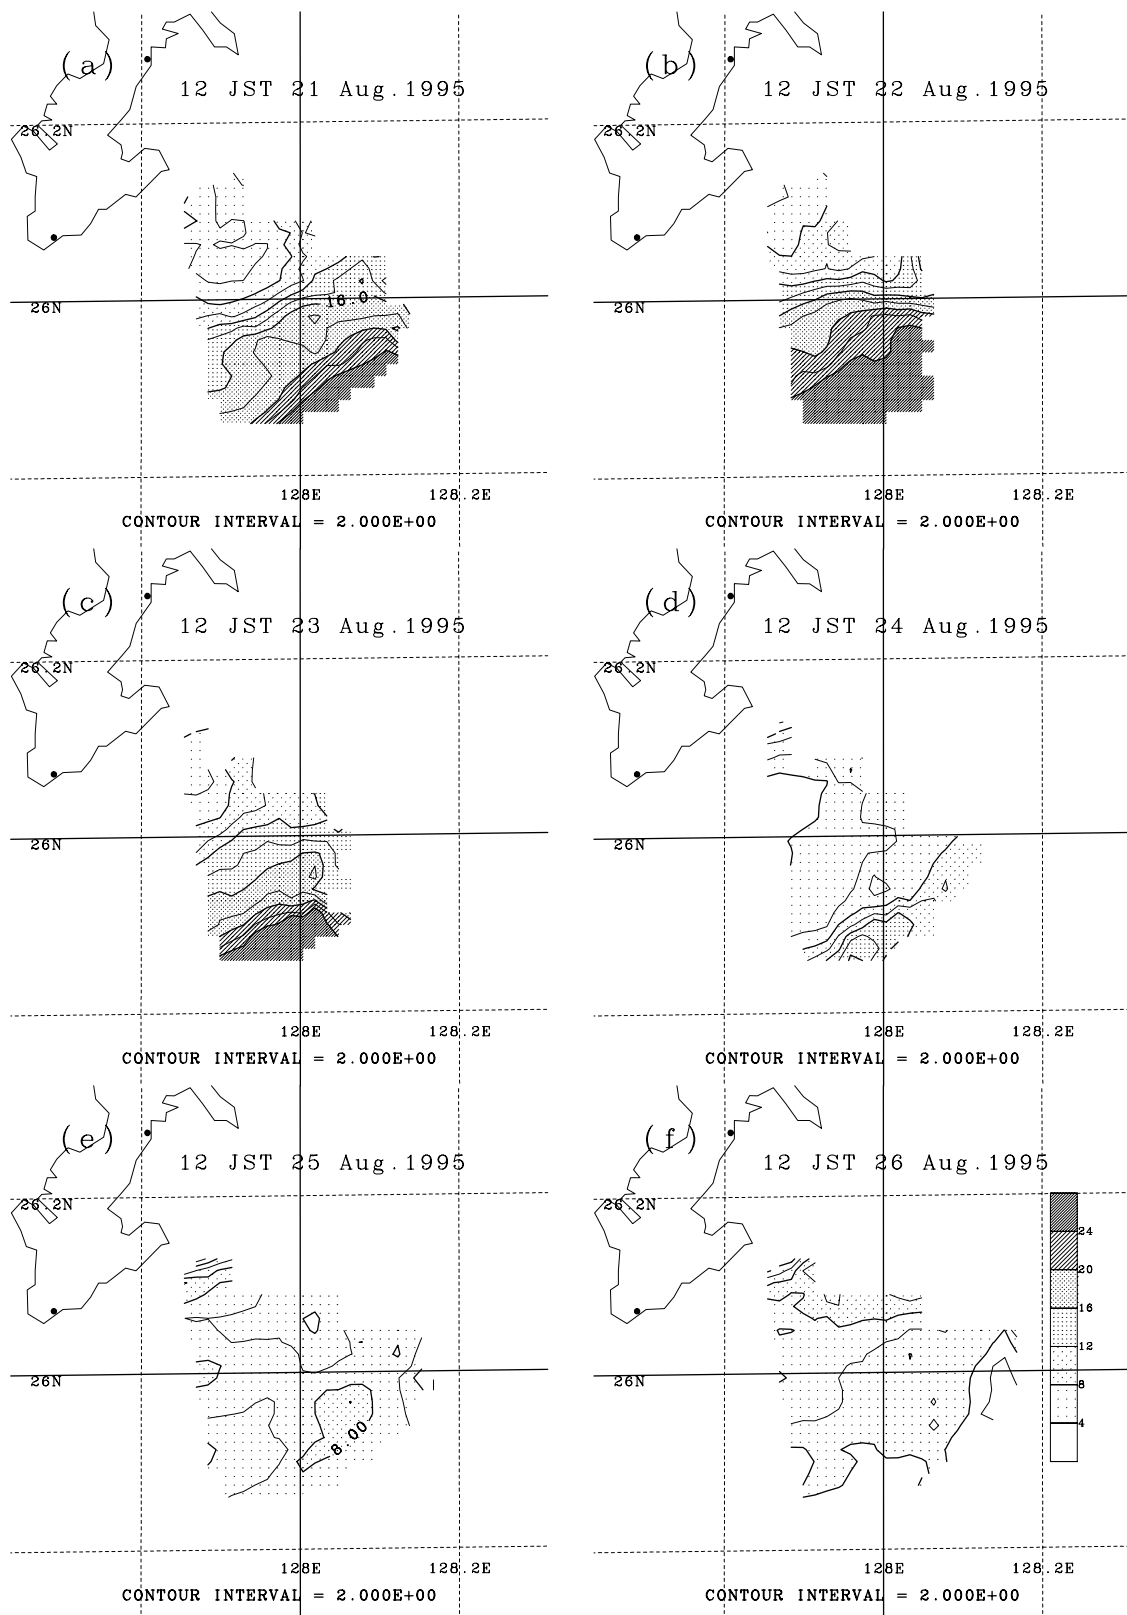 (a)
12 JST 21 Aug.1995
26.2N
16.0
26N
128E 128.2E
CONTOUR INTERVAL = 2.000E+00
(b)
12 JST 22 Aug.1995
26.2N
26N
128E 128.2E
CONTOUR INTERVAL = 2.000E+00
(c)
12 JST 23 Aug.1995
26.2N
26N
128E 128.2E
CONTOUR INTERVAL = 2.000E+00
(d)
12 JST 24 Aug.1995
26.2N
26N
128E 128.2E
CONTOUR INTERVAL = 2.000E+00
(e)
12 JST 25 Aug.1995
26.2N
26N
8.00
128E 128.2E
CONTOUR INTERVAL = 2.000E+00
(f)
12 JST 26 Aug.1995
26.2N
24
20
16
12
26N
8
4
128E 128.2E
CONTOUR INTERVAL = 2.000E+00